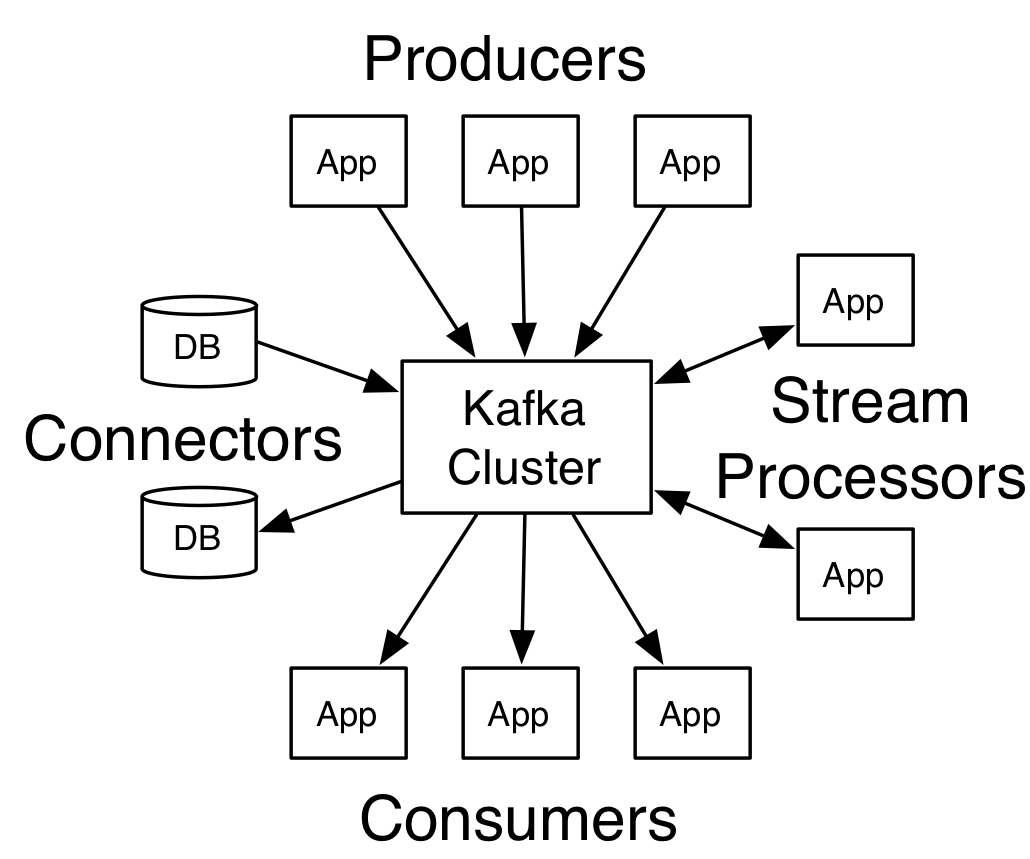 Producers
App
App
App
App
DB
Kafka
Cluster
Stream
Processors
Connectors
DB
App
App
App
App
Consumers